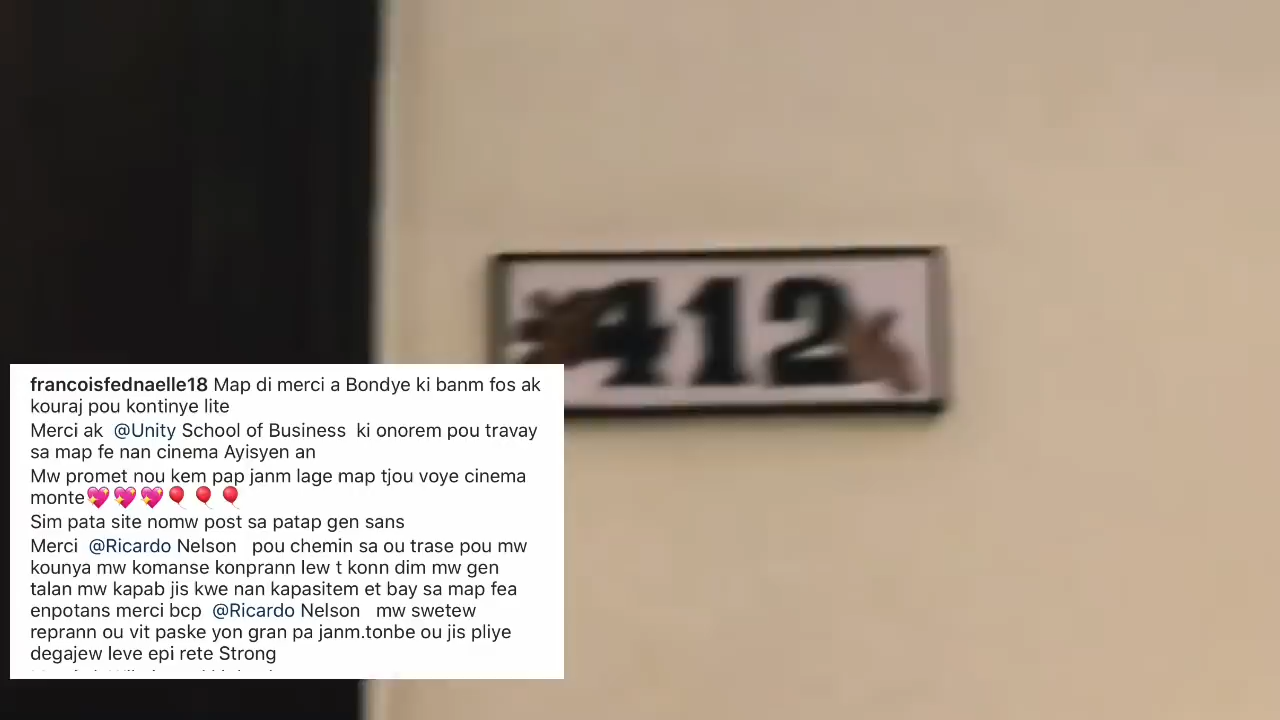 412
francoisfednaelle18 Map di merci a Bondye ki banm fos ak
kouraj pou kontinye lite
Merci ak @Unity School of Business ki onorem pou travay
sa map fe nan cinema Ayisyen an
Mw promet nou kem pap janm lage map tjou voye cinema
monte💖💖💖🎈🎈🎈
Sim pata site nomw post sa patap gen sans
Merci @Ricardo Nelson pou chemin sa ou trase pou mw
kounya mw komanse konprann lew t konn dim mw gen
talan mw kapab jis kwe nan kapasitem et bay sa map fea
enpotans merci bcp @Ricardo Nelson mw swetew
reprann ou vit paske yon gran pa janm.tonbe ou jis pliye
degajew leve epi rete Strong